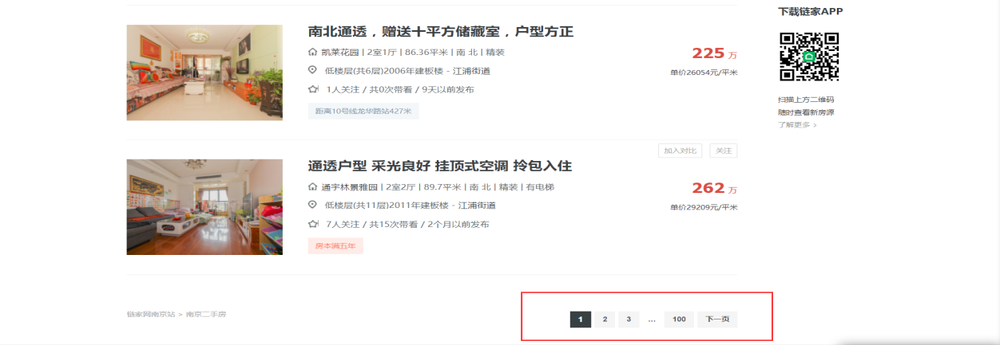 下载链家APP
南北通透，赠送十平方储藏室，户型方正
凯莱花园 | 2室1厅 | 86.36平米 | 南 北 | 精装
225 万
低楼层(共6层)2006年建板楼 - 江浦街道
单价26054元/平米
1人关注 / 共0次带看 / 9天以前发布
距离10号线龙华路站427米
扫描上方二维码
随时查看新房源
了解更多 >
加入对比 关注
通透户型 采光良好 挂顶式空调 拎包入住
通宇林景雅园 | 2室2厅 | 89.7平米 | 南 北 | 精装 | 有电梯
262 万
低楼层(共11层)2011年建板楼 - 江浦街道
单价29209元/平米
7人关注 / 共15次带看 / 2个月以前发布
房本满五年
链家网南京站 > 南京二手房
1 2 3 ... 100 下一页